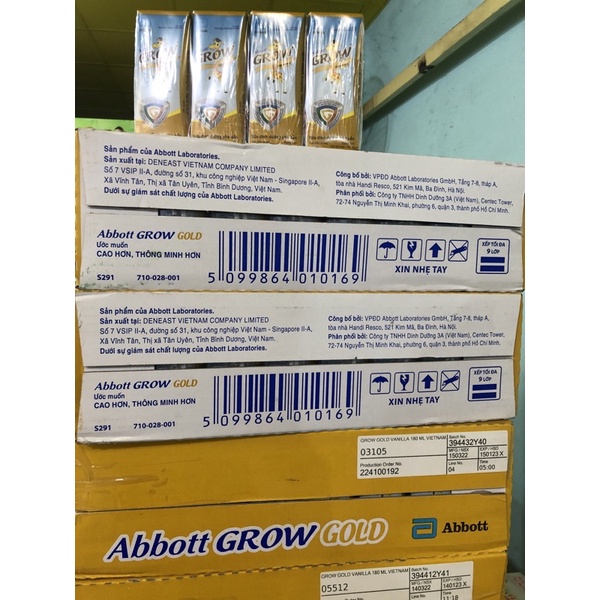 GROW
GROW
GROW
GROW
Sản phẩm của Abbott Laboratories.
Sản xuất tại: DENEAST VIETNAM COMPANY LIMITED
Số 7 VSIP II-A, đường số 31, khu công nghiệp Việt Nam - Singapore II-A,
Xã Vĩnh Tân, Thị xã Tân Uyên, Tỉnh Bình Dương, Việt Nam.
Dưới sự giám sát chất lượng của Abbott Laboratories.
Công bố bởi: VPĐD Abbott Laboratories GmbH, Tầng 7-8, tháp A,
tòa nhà Handi Resco, 521 Kim Mã, Ba Đình, Hà Nội.
Phân phối bởi: Công ty TNHH Dinh Dưỡng 3A (Việt Nam), Centec Tower,
72-74 Nguyễn Thị Minh Khai, phường 6, quận 3, thành phố Hồ Chí Minh.
Abbott GROW GOLD
Ước muốn
CAO HƠN, THÔNG MINH HƠN
S291 710-028-001
5 099864 010169
XIN NHẸ TAY
XẾP TỐI ĐA
9 LỚP
Sản phẩm của Abbott Laboratories.
Sản xuất tại: DENEAST VIETNAM COMPANY LIMITED
Số 7 VSIP II-A, đường số 31, khu công nghiệp Việt Nam - Singapore II-A,
Xã Vĩnh Tân, Thị xã Tân Uyên, Tỉnh Bình Dương, Việt Nam.
Dưới sự giám sát chất lượng của Abbott Laboratories.
Công bố bởi: VPĐD Abbott Laboratories GmbH, Tầng 7-8, tháp A,
tòa nhà Handi Resco, 521 Kim Mã, Ba Đình, Hà Nội.
Phân phối bởi: Công ty TNHH Dinh Dưỡng 3A (Việt Nam), Centec Tower,
72-74 Nguyễn Thị Minh Khai, phường 6, quận 3, thành phố Hồ Chí Minh.
Abbott GROW GOLD
Ước muốn
CAO HƠN, THÔNG MINH HƠN
S291 710-028-001
5 099864 010169
XIN NHẸ TAY
XẾP TỐI ĐA
9 LỚP
GROW GOLD VANILLA 180 ML VIETNAM
03105
Production Order No.
224100192
Batch No.
394432Y40
MFG / NSX EXP / HSD
150322 150123 X
Line Time
04 05:00
Abbott GROW GOLD
Abbott
GROW GOLD VANILLA 180 ML VIETNAM
05512
Batch No.
394412Y41
MFG / NSX EXP / HSD
140322 140123 X
Time
11:18